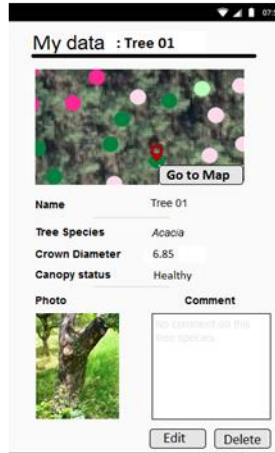 07:
My data : Tree 01
Go to Map
Name Tree 01
Tree Species Acacia
Crown Diameter 6.85
Canopy status Healthy
Photo Comment
no comment on this
tree species
Edit Delete